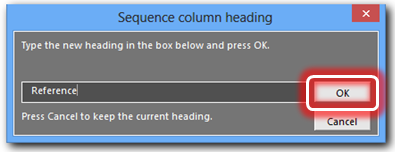 Sequence column heading
Type the new heading in the box below and press OK.
Reference
OK
Press Cancel to keep the current heading.
Cancel